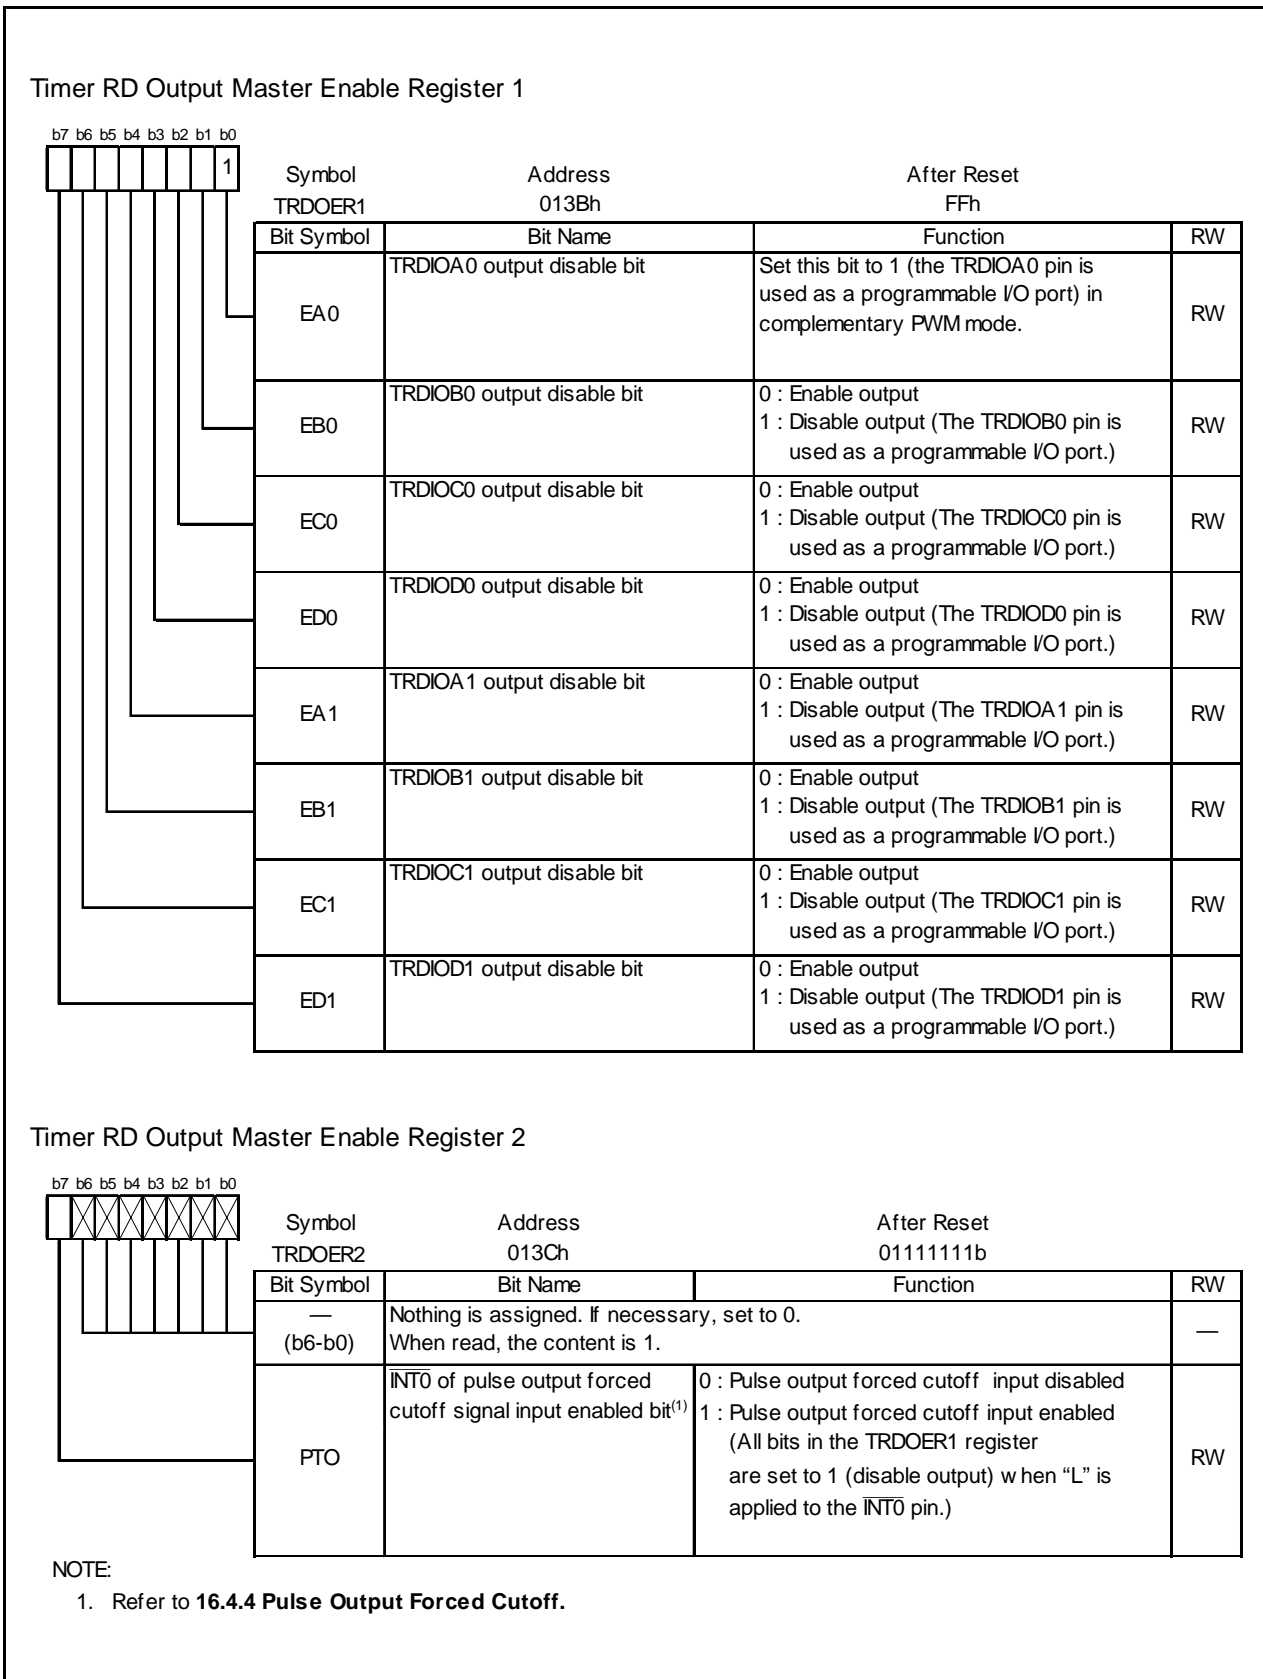 Timer RD Output Master Enable Register 1
b7 b6 b5 b4 b3 b2 b1 b0
1
Symbol Address After Reset
TRDOER1 013Bh FFh
Bit Symbol Bit Name Function RW
EA0 TRDIOA0 output disable bit Set this bit to 1 (the TRDIOA0 pin is
used as a programmable I/O port) in
complementary PWM mode. RW
EB0 TRDIOB0 output disable bit 0 : Enable output
1 : Disable output (The TRDIOB0 pin is
used as a programmable I/O port.) RW
EC0 TRDIOC0 output disable bit 0 : Enable output
1 : Disable output (The TRDIOC0 pin is
used as a programmable I/O port.) RW
ED0 TRDIOD0 output disable bit 0 : Enable output
1 : Disable output (The TRDIOD0 pin is
used as a programmable I/O port.) RW
EA1 TRDIOA1 output disable bit 0 : Enable output
1 : Disable output (The TRDIOA1 pin is
used as a programmable I/O port.) RW
EB1 TRDIOB1 output disable bit 0 : Enable output
1 : Disable output (The TRDIOB1 pin is
used as a programmable I/O port.) RW
EC1 TRDIOC1 output disable bit 0 : Enable output
1 : Disable output (The TRDIOC1 pin is
used as a programmable I/O port.) RW
ED1 TRDIOD1 output disable bit 0 : Enable output
1 : Disable output (The TRDIOD1 pin is
used as a programmable I/O port.) RW
Timer RD Output Master Enable Register 2
b7 b6 b5 b4 b3 b2 b1 b0
Symbol Address After Reset
TRDOER2 013Ch 01111111b
Bit Symbol Bit Name Function RW
— Nothing is assigned. If necessary, set to 0.
(b6-b0) When read, the content is 1. —
PTO I̅N̅T̅0̅ of pulse output forced
cutoff signal input enabled bit(1)
0 : Pulse output forced cutoff input disabled
1 : Pulse output forced cutoff input enabled
(All bits in the TRDOER1 register
are set to 1 (disable output) when “L” is
applied to the I̅N̅T̅0̅ pin.) RW
NOTE:
1. Refer to 16.4.4 Pulse Output Forced Cutoff.